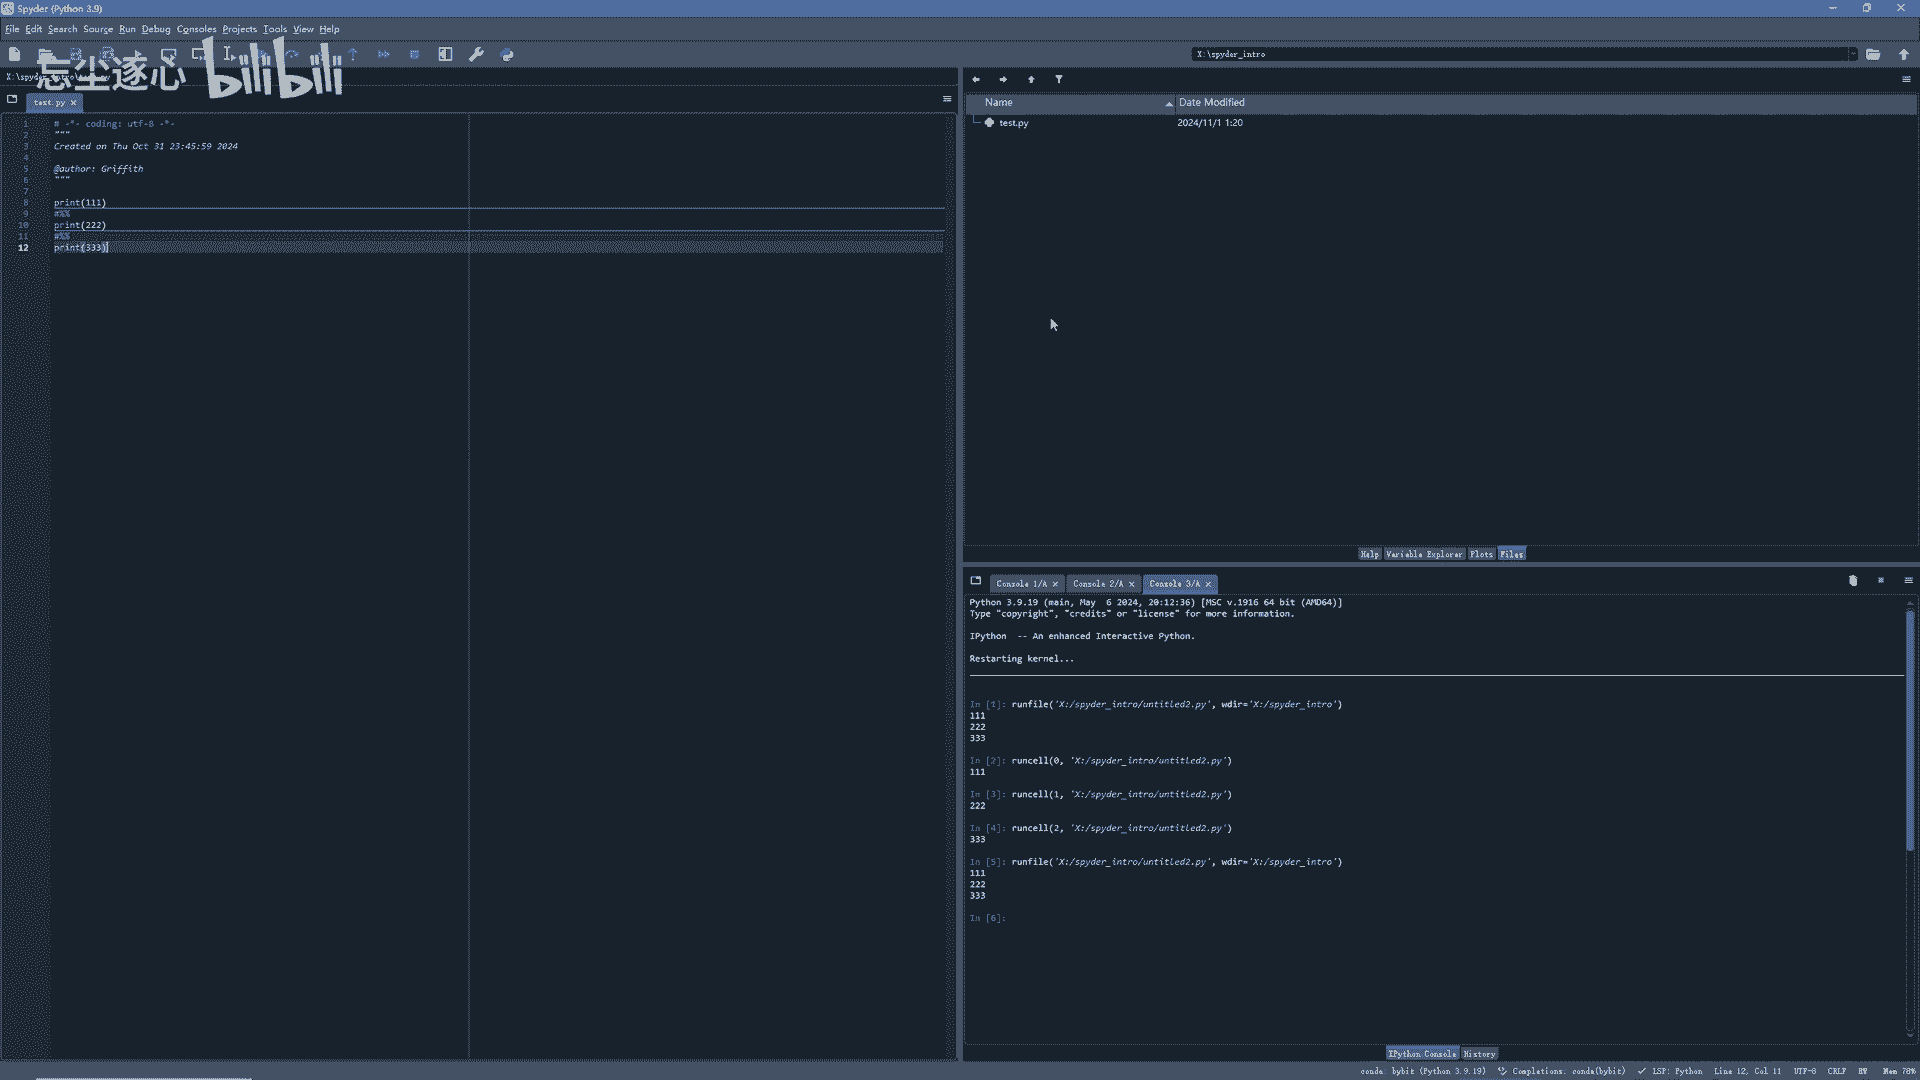 Spyder (Python 3.9)
File Edit Search Source Run Debug Consoles Projects Tools View Help
忘尘逐心 bilibili
X:\spyder_intro
test.py
1 # -*- coding: utf-8 -*-
2 """
3 Created on Thu Oct 31 23:45:59 2024
4
5 @author: Griffith
6 """
7
8 print(111)
9 #%%
10 print(222)
11 #%%
12 print(333)
Name Date Modified
test.py 2024/11/1 1:20
Help Variable Explorer Plots Files
Console 1/A Console 2/A Console 3/A
Python 3.9.19 (main, May  6 2024, 20:12:36) [MSC v.1916 64 bit (AMD64)]
Type "copyright", "credits" or "license" for more information.
IPython  -- An enhanced Interactive Python.
Restarting kernel...
In [1]: runfile('X:/spyder_intro/untitled2.py', wdir='X:/spyder_intro')
111
222
333
In [2]: runcell(0, 'X:/spyder_intro/untitled2.py')
111
In [3]: runcell(1, 'X:/spyder_intro/untitled2.py')
222
In [4]: runcell(2, 'X:/spyder_intro/untitled2.py')
333
In [5]: runfile('X:/spyder_intro/untitled2.py', wdir='X:/spyder_intro')
111
222
333
In [6]:
IPython Console History
conda: bybit (Python 3.9.19) Completions: conda(bybit) LSP: Python Line 12, Col 11 UTF-8 CRLF RW Mem 78%